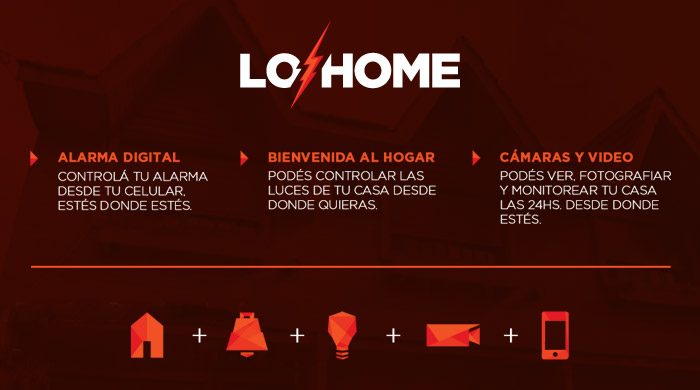 LO HOME
ALARMA DIGITAL
CONTROLÁ TU ALARMA
DESDE TU CELULAR,
ESTÉS DONDE ESTÉS.
BIENVENIDA AL HOGAR
PODÉS CONTROLAR LAS
LUCES DE TU CASA DESDE
DONDE QUIERAS.
CÁMARAS Y VIDEO
PODÉS VER, FOTOGRAFIAR
Y MONITOREAR TU CASA
LAS 24HS. DESDE DONDE
ESTÉS.
+ + + +